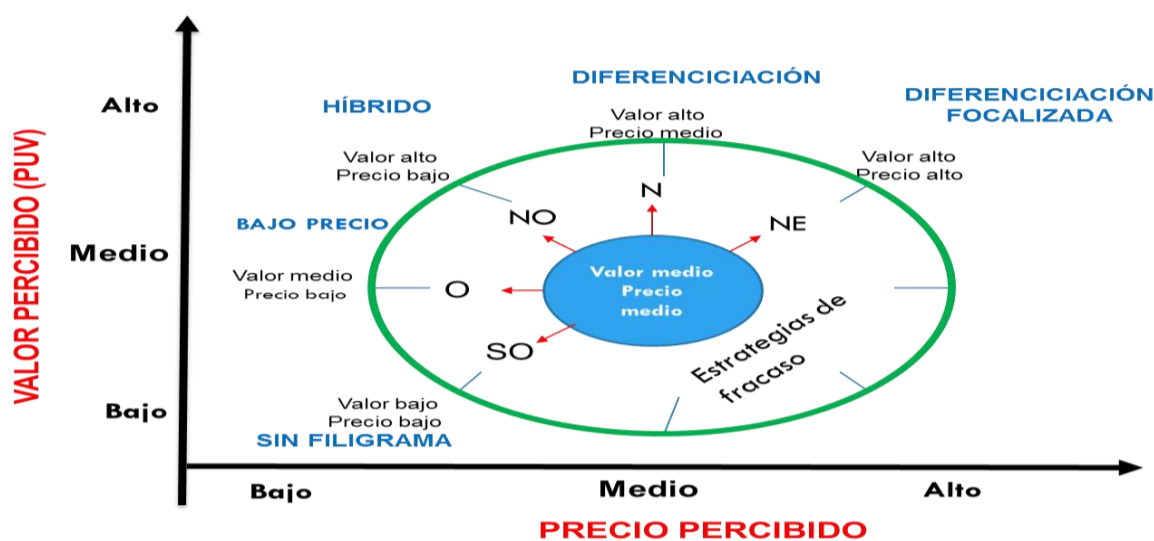 VALOR PERCIBIDO (PUV)
Alto
Medio
Bajo
HÍBRIDO
Valor alto
Precio bajo
DIFERENCICIACIÓN
Valor alto
Precio medio
DIFERENCICIACIÓN
FOCALIZADA
Valor alto
Precio alto
BAJO PRECIO
Valor medio
Precio bajo
NO
N
NE
O
SO
Valor medio
Precio
medio
Estrategias de
fracaso
Valor bajo
Precio bajo
SIN FILIGRAMA
Bajo
Medio
Alto
PRECIO PERCIBIDO